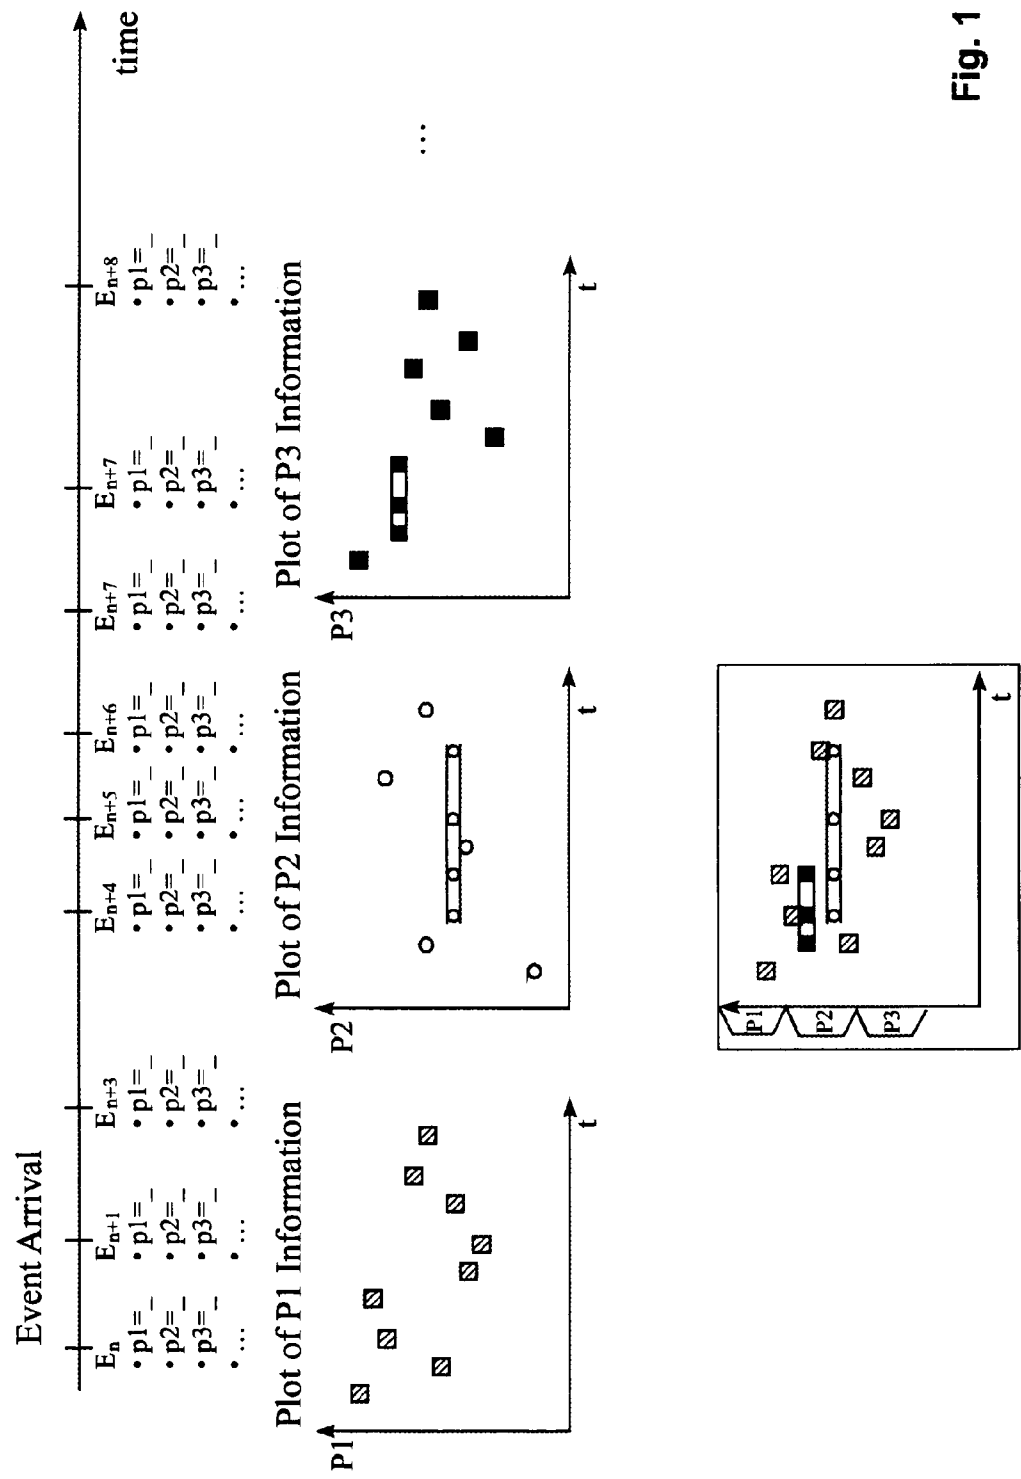 Event Arrival
time
En En+1 En+3 En+4 En+5 En+6 En+7 En+7 En+8
• p1=_ • p1=_ • p1=_ • p1=_ • p1=_ • p1=_ • p1=_ • p1=_ • p1=_
• p2=_ • p2=_ • p2=_ • p2=_ • p2=_ • p2=_ • p2=_ • p2=_ • p2=_
• p3=_ • p3=_ • p3=_ • p3=_ • p3=_ • p3=_ • p3=_ • p3=_ • p3=_
• ... • ... • ... • ... • ... • ... • ... • ... • ...
Plot of P1 Information
P1
t
Plot of P2 Information
P2
t
Plot of P3 Information
P3
t
...
P1
P2
P3
t
Fig. 1